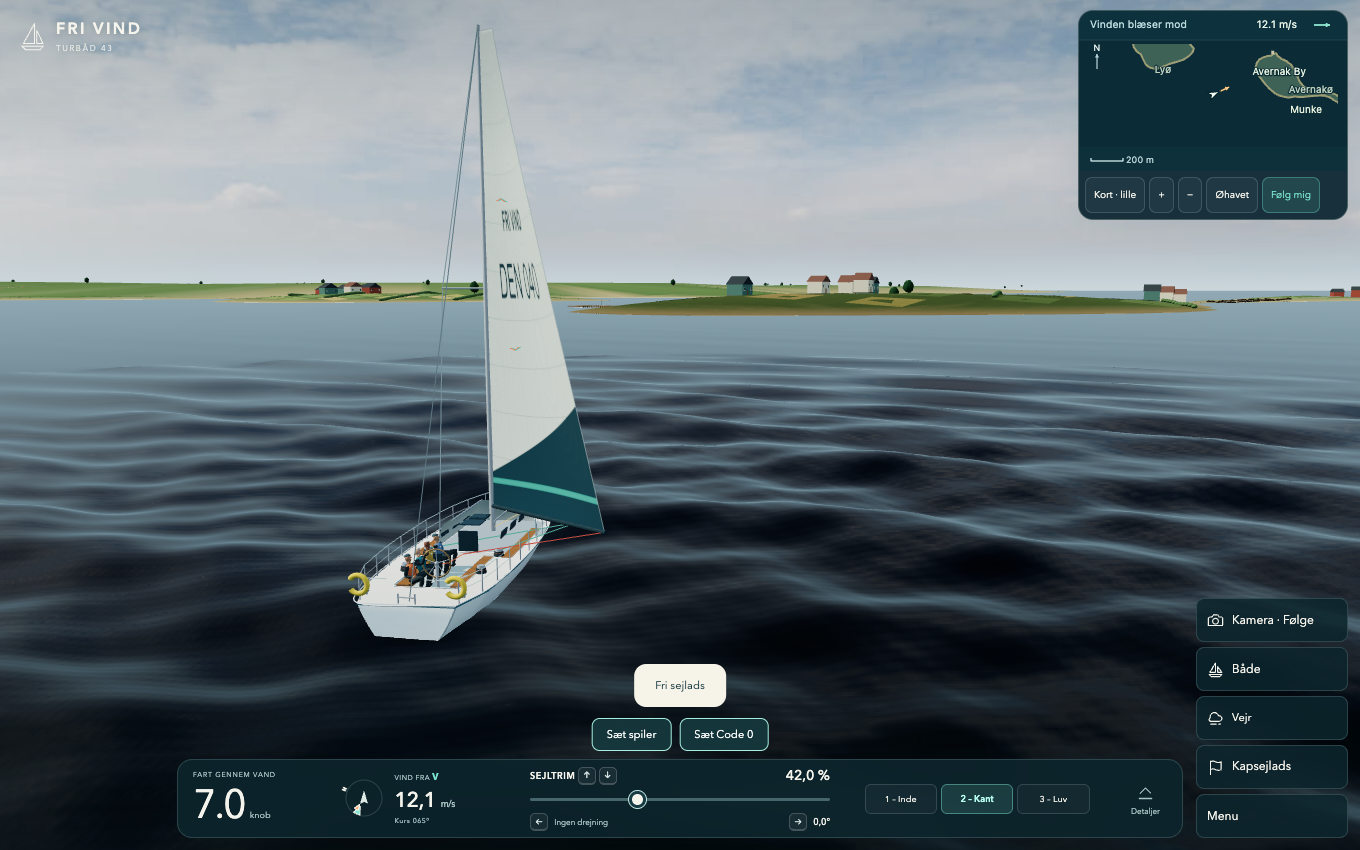 FRI VIND
TURBÅD 43
Vinden blæser mod 12.1 m/s
N
Lyø
Avernak By
Avernakø
Munke
200 m
Kort · lille + − Øhavet Følg mig
FRI VIND
DEN 040
Kamera · Følge
Både
Vejr
Kapsejlads
Menu
Fri sejlads
Sæt spiler Sæt Code 0
FART GENNEM VAND
7.0 knob
VIND FRA V
12,1 m/s
Kurs 065°
SEJLTRIM ↑ ↓ 42,0 %
← Ingen drejning → 0,0°
1 – Inde 2 – Kant 3 – Luv
Detaljer